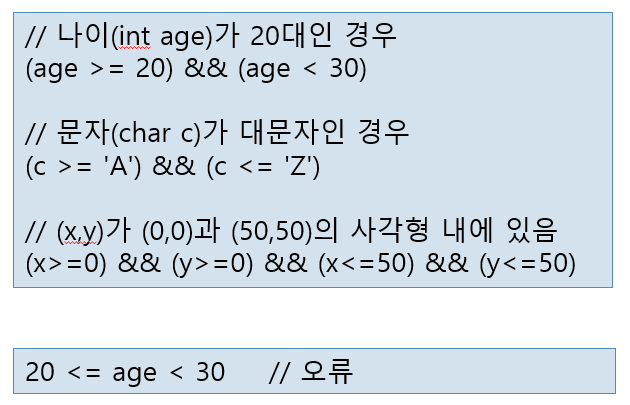 // 나이(int age)가 20대인 경우
(age >= 20) && (age < 30)
// 문자(char c)가 대문자인 경우
(c >= 'A') && (c <= 'Z')
// (x,y)가 (0,0)과 (50,50)의 사각형 내에 있음
(x>=0) && (y>=0) && (x<=50) && (y<=50)
20 <= age < 30 // 오류